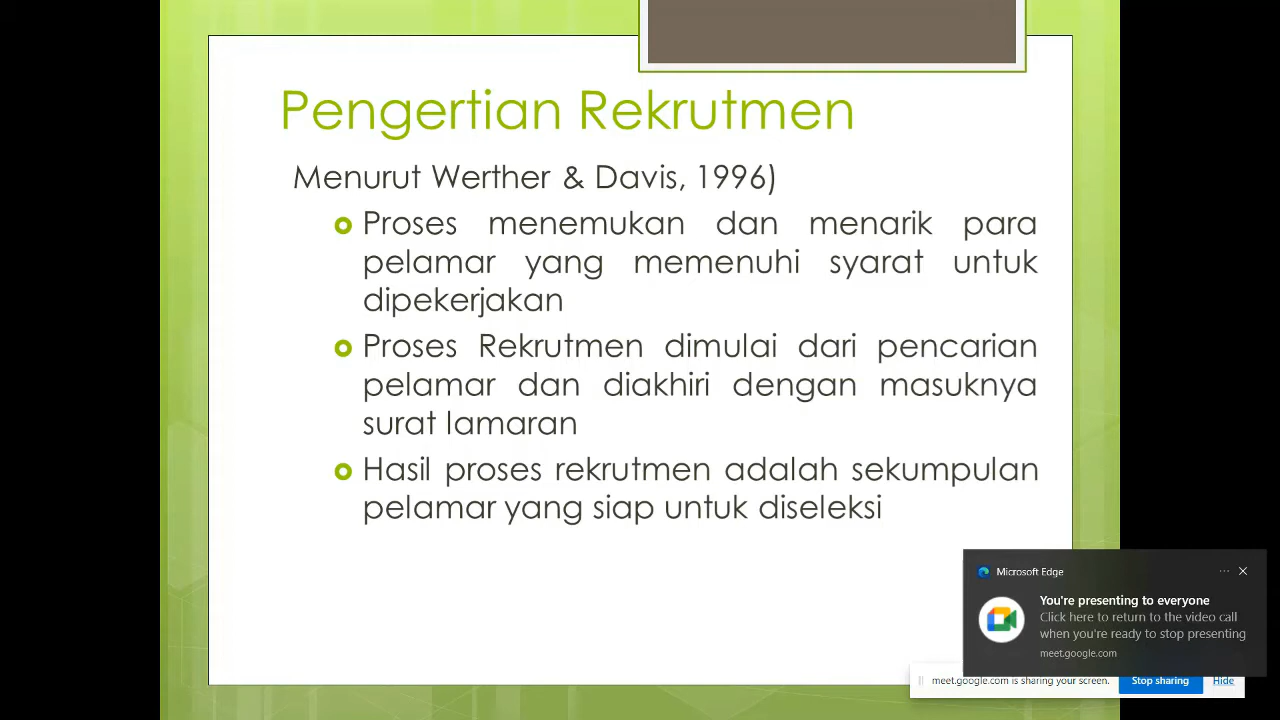 Pengertian Rekrutmen
Menurut Werther & Davis, 1996)
Proses menemukan dan menarik para
pelamar yang memenuhi syarat untuk
dipekerjakan
Proses Rekrutmen dimulai dari pencarian
pelamar dan diakhiri dengan masuknya
surat lamaran
Hasil proses rekrutmen adalah sekumpulan
pelamar yang siap untuk diseleksi
Microsoft Edge
You're presenting to everyone
Click here to return to the video call
when you're ready to stop presenting
meet.google.com
meet.google.com is sharing your screen. Stop sharing Hide